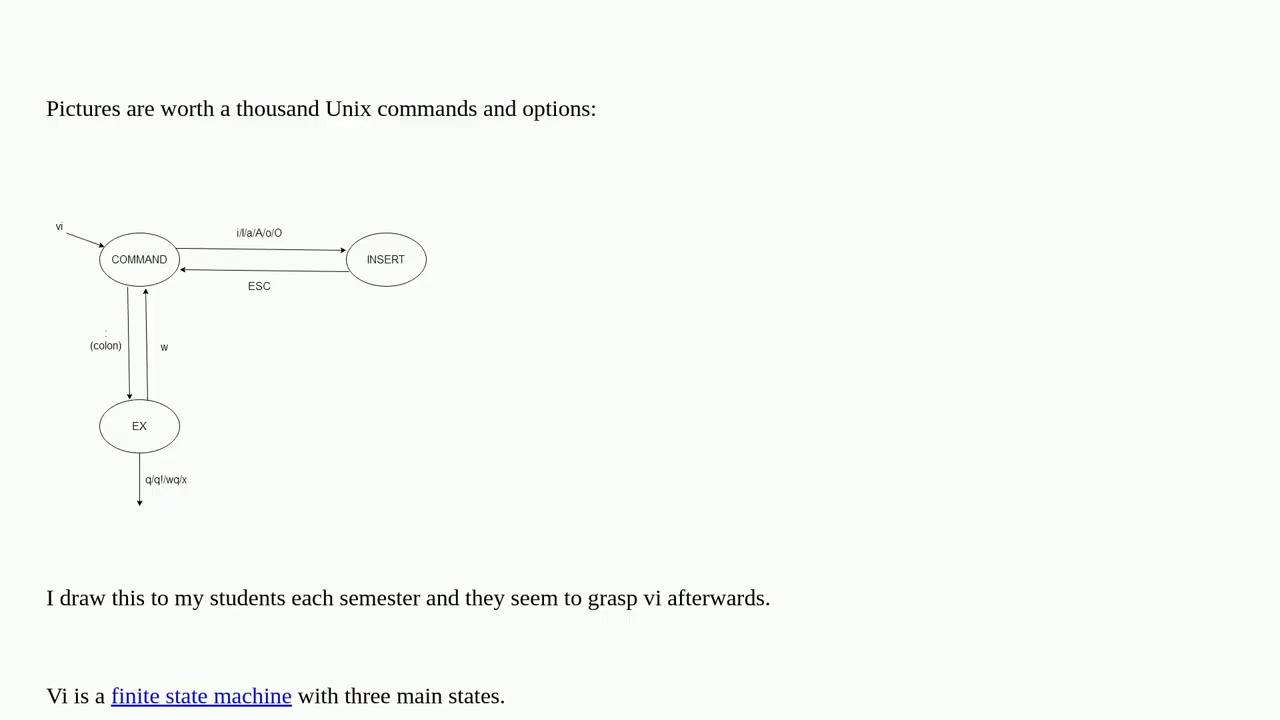 Pictures are worth a thousand Unix commands and options:
vi
i/I/a/A/o/O
COMMAND
INSERT
ESC
:
(colon)
w
EX
q/q!/wq/x
I draw this to my students each semester and they seem to grasp vi afterwards.
Vi is a finite state machine with three main states.